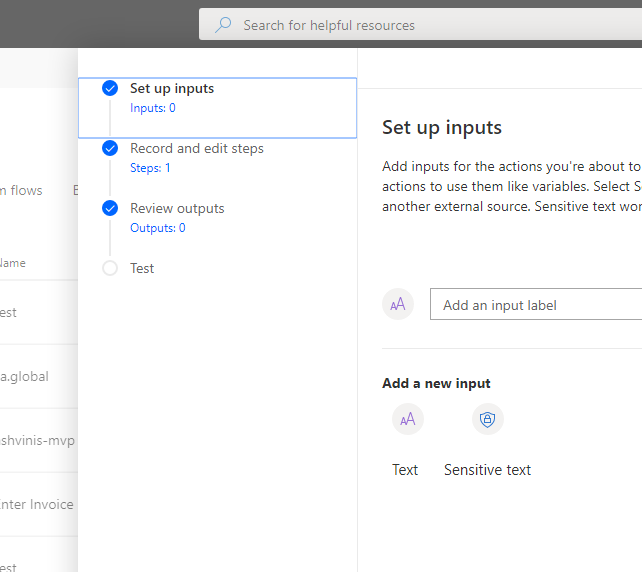 Search for helpful resources
Set up inputs
Inputs: 0
Record and edit steps
Steps: 1
Review outputs
Outputs: 0
Test
m flows
E
Name
est
a.global
shvinis-mvp
nter Invoice
est
Set up inputs
Add inputs for the actions you're about to
actions to use them like variables. Select S
another external source. Sensitive text wor
AA
Add an input label
Add a new input
AA
Text
Sensitive text